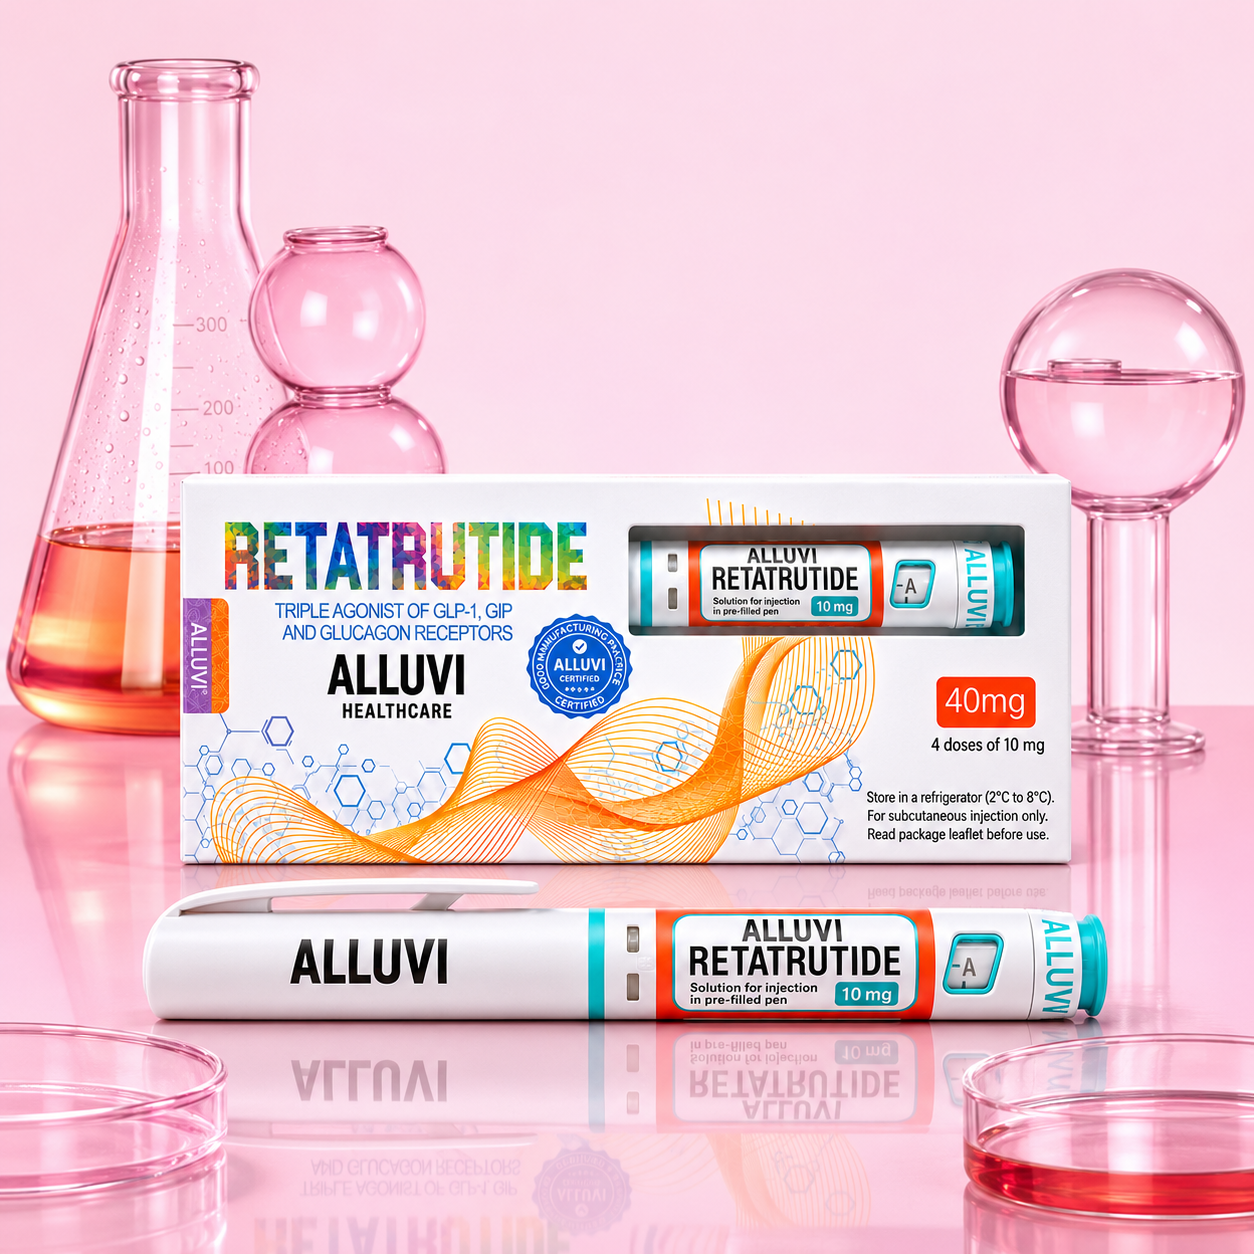 300
200
100
RETATRUTIDE
TRIPLE AGONIST OF GLP-1, GIP
AND GLUCAGON RECEPTORS
ALLUVI
HEALTHCARE
ALLUVI®
GOOD MANUFACTURING PRACTICE
ALLUVI
CERTIFIED
CERTIFIED
ALLUVI
RETATRUTIDE
Solution for injection
in pre-filled pen
10 mg
-A
ALLUVI
40mg
4 doses of 10 mg
Store in a refrigerator (2°C to 8°C).
For subcutaneous injection only.
Read package leaflet before use.
ALLUVI
ALLUVI
RETATRUTIDE
Solution for injection
in pre-filled pen
10 mg
-A